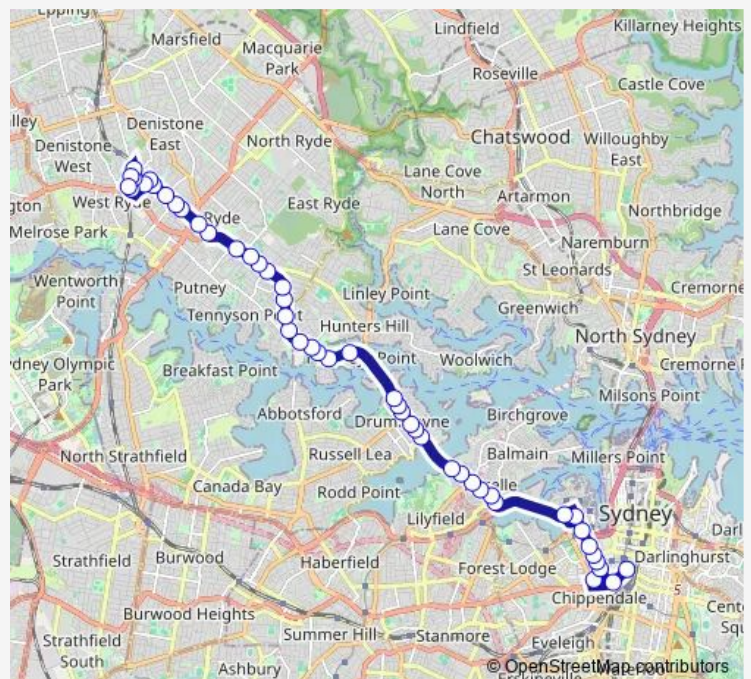 Lindfield
Killarney Heights
Marsfield
Macquarie
Park
Roseville
Castle Cove
Denistone
East
Chatswood
Willoughby
East
Denistone
West
North Ryde
Lane Cove
North
Artarmon
West Ryde
East Ryde
Northbridge
Ryde
Lane Cove
Melrose Park
Naremburn
St Leonards
Wentworth
Point
Putney
Linley Point
Cremorne
Greenwich
Tennyson Point
Hunters Hill
North Sydney
Sydney Olympic
Park
Breakfast Point
Point
Woolwich
Cremorne
Milsons Point
Abbotsford
Drummoyne
Birchgrove
North Strathfield
Russell Lea
Balmain
Millers Point
Canada Bay
Rodd Point
Lilyfield
Sydney
Strathfield
Burwood
Haberfield
Forest Lodge
Darlinghurst
Chippendale
5
Burwood Heights
Summer Hill
Stanmore
Strathfield
South
Eveleigh
Ashbury
© OpenStreetMap contributors